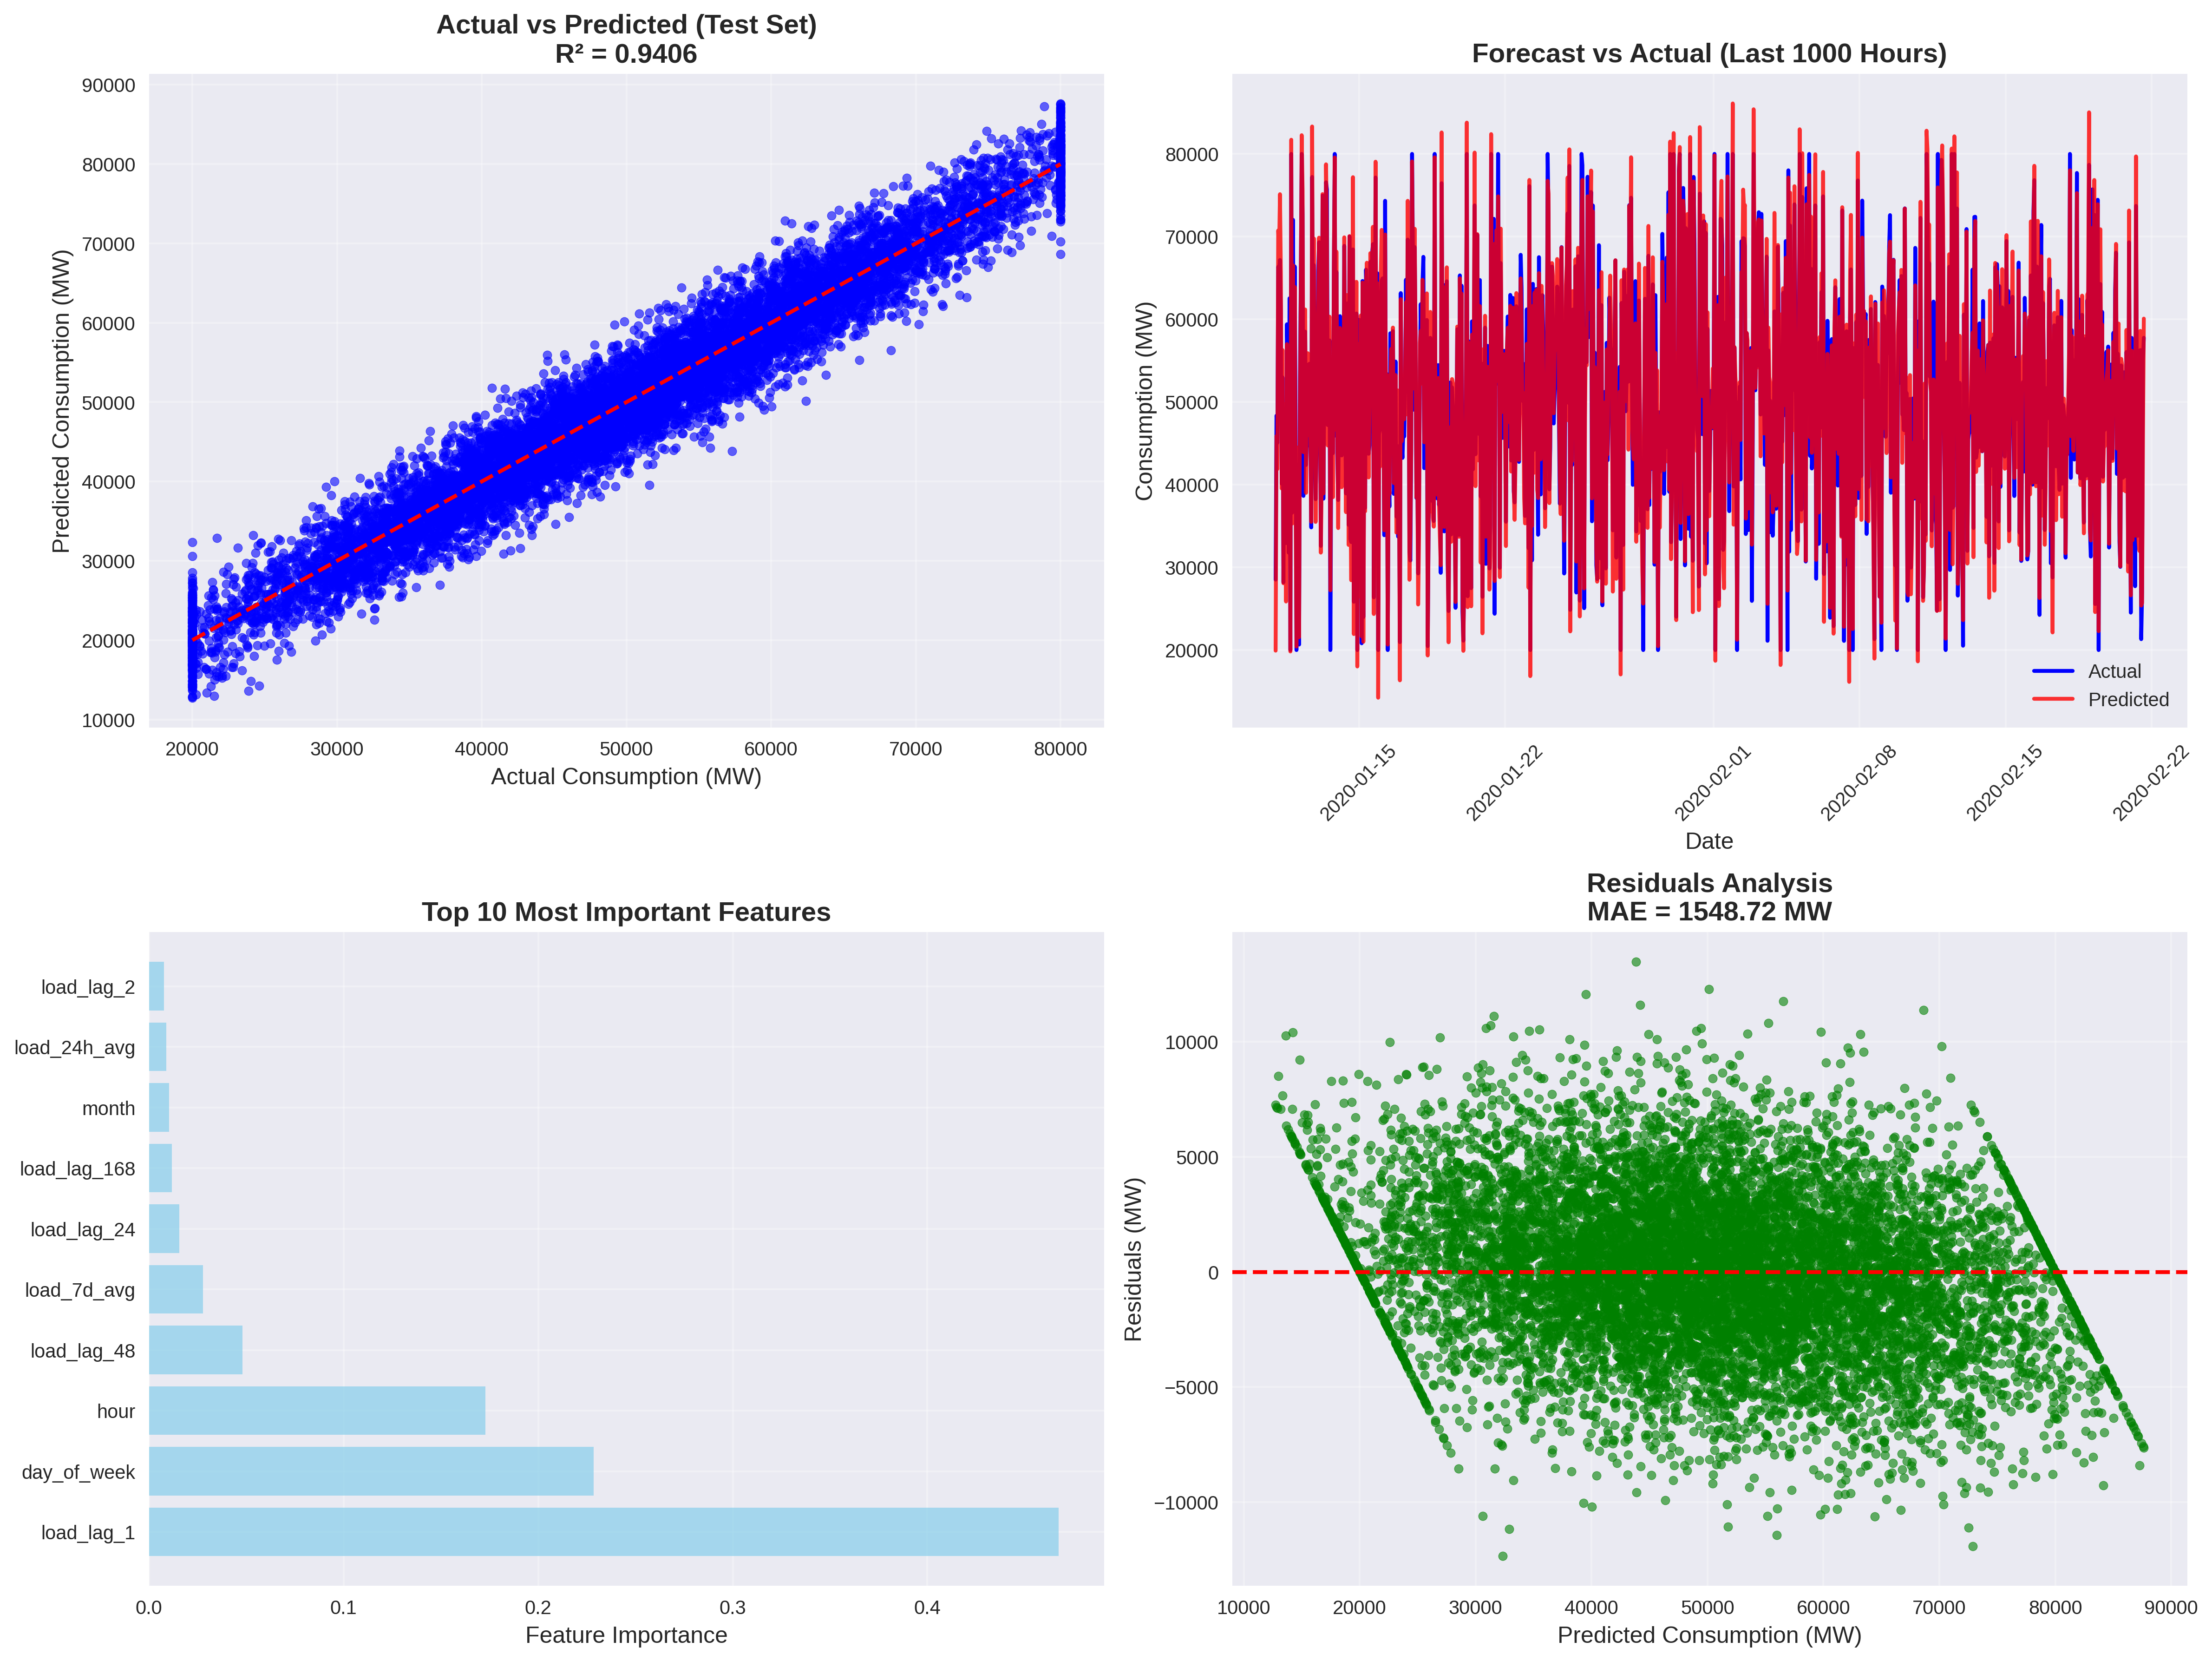 Actual vs Predicted (Test Set)
R² = 0.9406
Predicted Consumption (MW)
90000
80000
70000
60000
50000
40000
30000
20000
10000
20000 30000 40000 50000 60000 70000 80000
Actual Consumption (MW)
Forecast vs Actual (Last 1000 Hours)
Consumption (MW)
80000
70000
60000
50000
40000
30000
20000
Actual
Predicted
2020-01-15 2020-01-22 2020-02-01 2020-02-08 2020-02-15 2020-02-22
Date
Top 10 Most Important Features
load_lag_2
load_24h_avg
month
load_lag_168
load_lag_24
load_7d_avg
load_lag_48
hour
day_of_week
load_lag_1
0.0 0.1 0.2 0.3 0.4
Feature Importance
Residuals Analysis
MAE = 1548.72 MW
Residuals (MW)
10000
5000
0
−5000
−10000
10000 20000 30000 40000 50000 60000 70000 80000 90000
Predicted Consumption (MW)